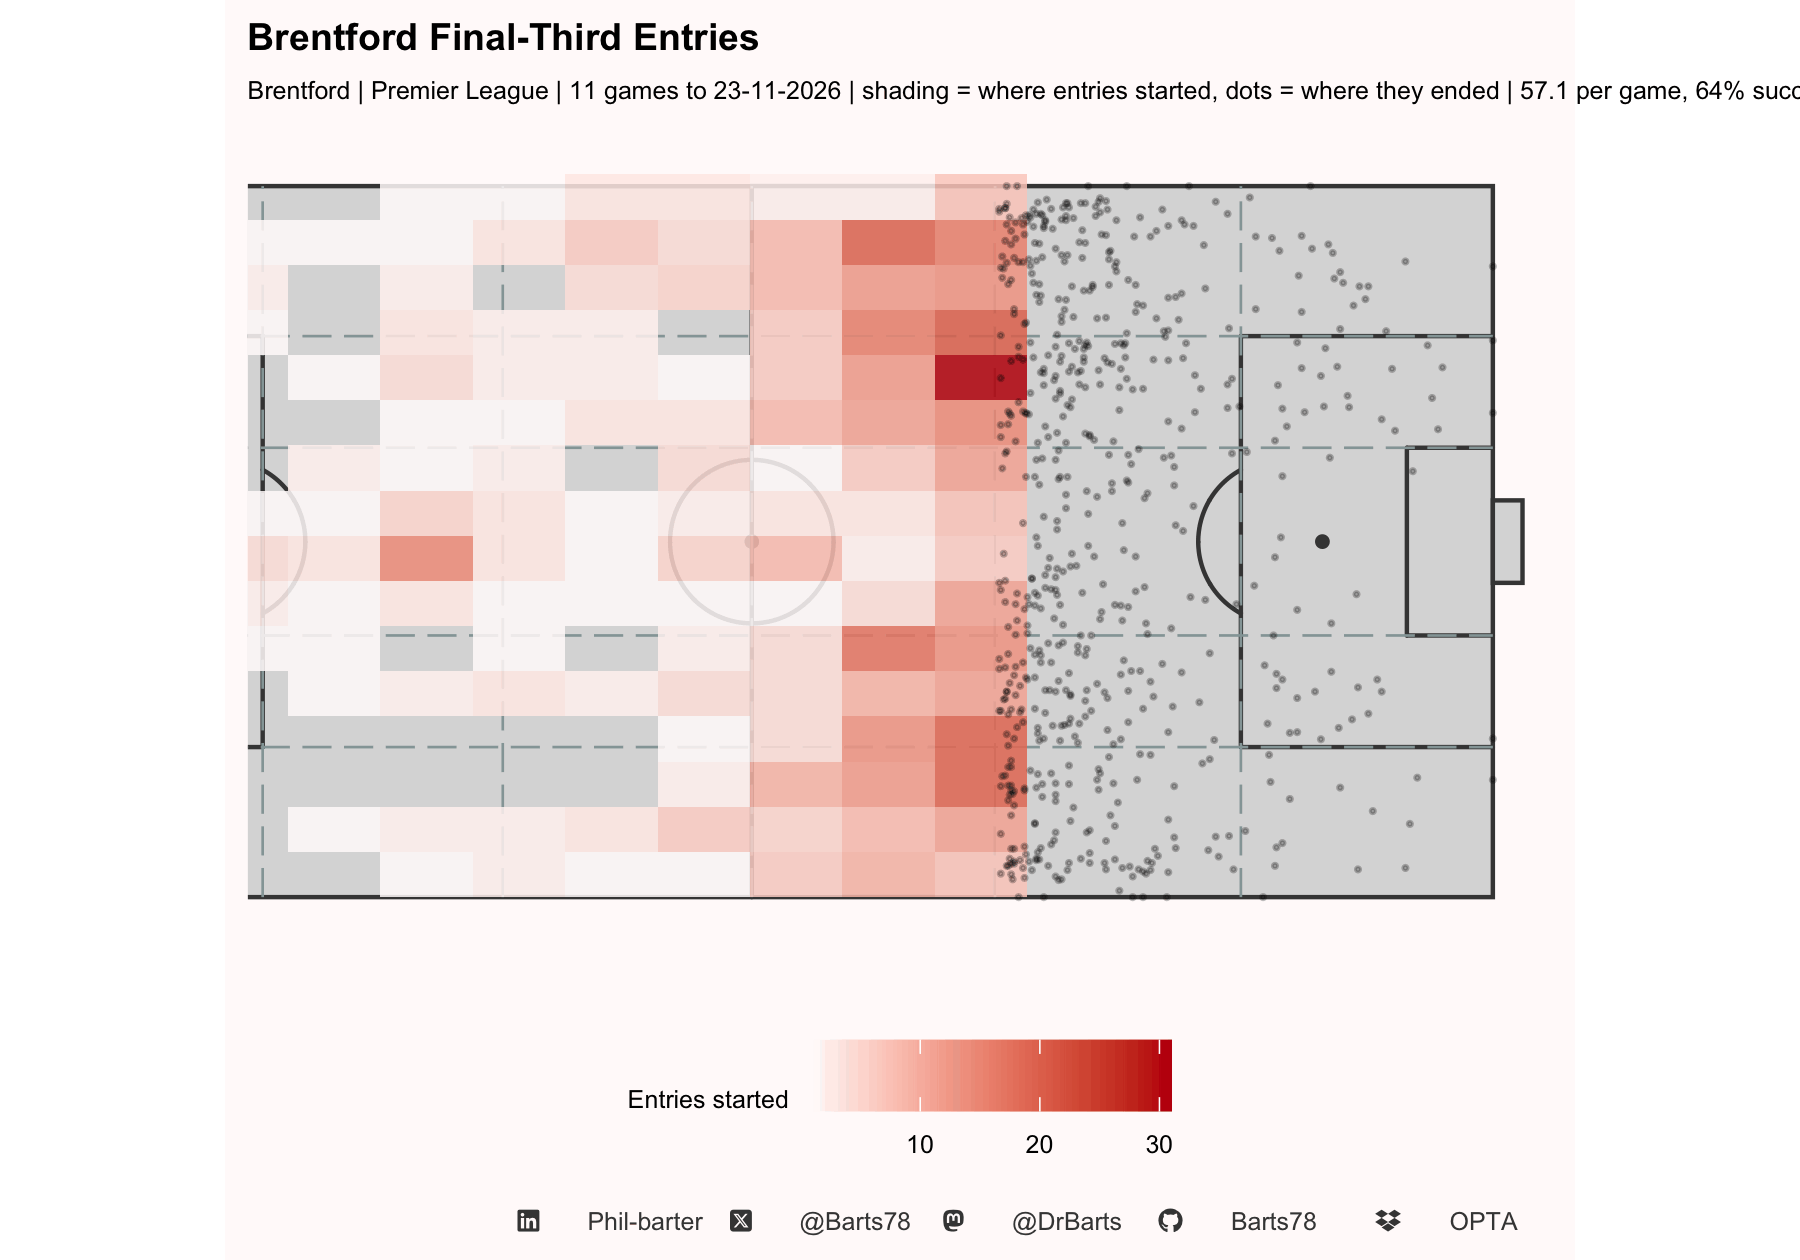 Brentford Final-Third Entries
Brentford | Premier League | 11 games to 23-11-2026 | shading = where entries started, dots = where they ended | 57.1 per game, 64% succ
Entries started
10 20 30
Phil-barter @Barts78 @DrBarts Barts78 OPTA